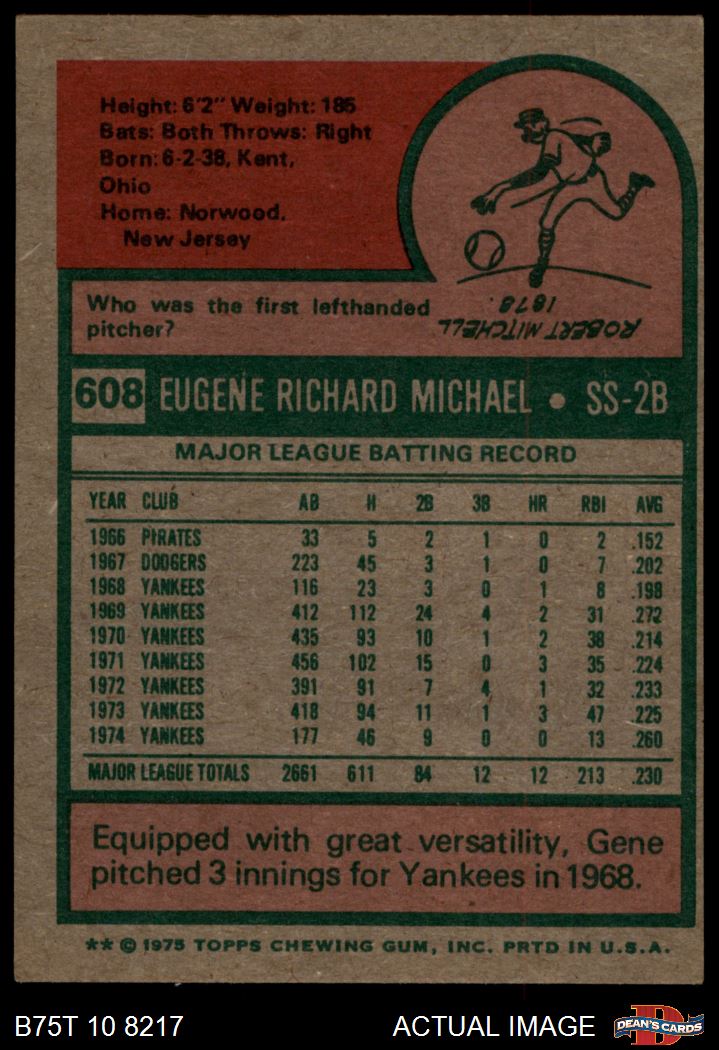 Height: 6'2" Weight: 185
Bats: Both Throws: Right
Born: 6-2-38, Kent,
Ohio
Home: Norwood,
New Jersey
Who was the first lefthanded
pitcher?
ROBERT MITCHELL
1878.
608 EUGENE RICHARD MICHAEL • SS-2B
MAJOR LEAGUE BATTING RECORD
YEAR CLUB AB H 2B 3B HR RBI AVG
1966 PIRATES 33 5 2 1 0 2 .152
1967 DODGERS 223 45 3 1 0 7 .202
1968 YANKEES 116 23 3 0 1 8 .198
1969 YANKEES 412 112 24 4 2 31 .272
1970 YANKEES 435 93 10 1 2 38 .214
1971 YANKEES 456 102 15 0 3 35 .224
1972 YANKEES 391 91 7 4 1 32 .233
1973 YANKEES 418 94 11 1 3 47 .225
1974 YANKEES 177 46 9 0 0 13 .260
MAJOR LEAGUE TOTALS 2661 611 84 12 12 213 .230
Equipped with great versatility, Gene
pitched 3 innings for Yankees in 1968.
** © 1975 TOPPS CHEWING GUM, INC. PRTD IN U.S.A.
B75T 10 8217 ACTUAL IMAGE D DEAN'S CARDS